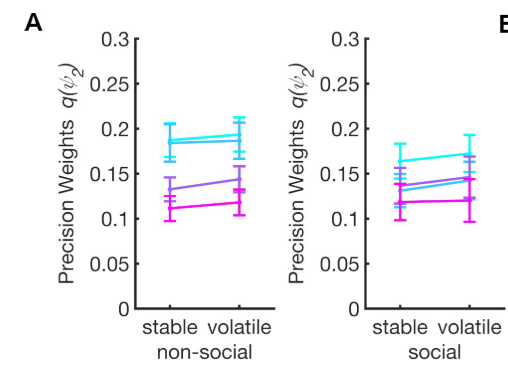 A
B
Precision Weights q(ψ2)
0.3
0.25
0.2
0.15
0.1
0.05
0
stable volatile
non-social
Precision Weights q(ψ2)
0.3
0.25
0.2
0.15
0.1
0.05
0
stable volatile
social